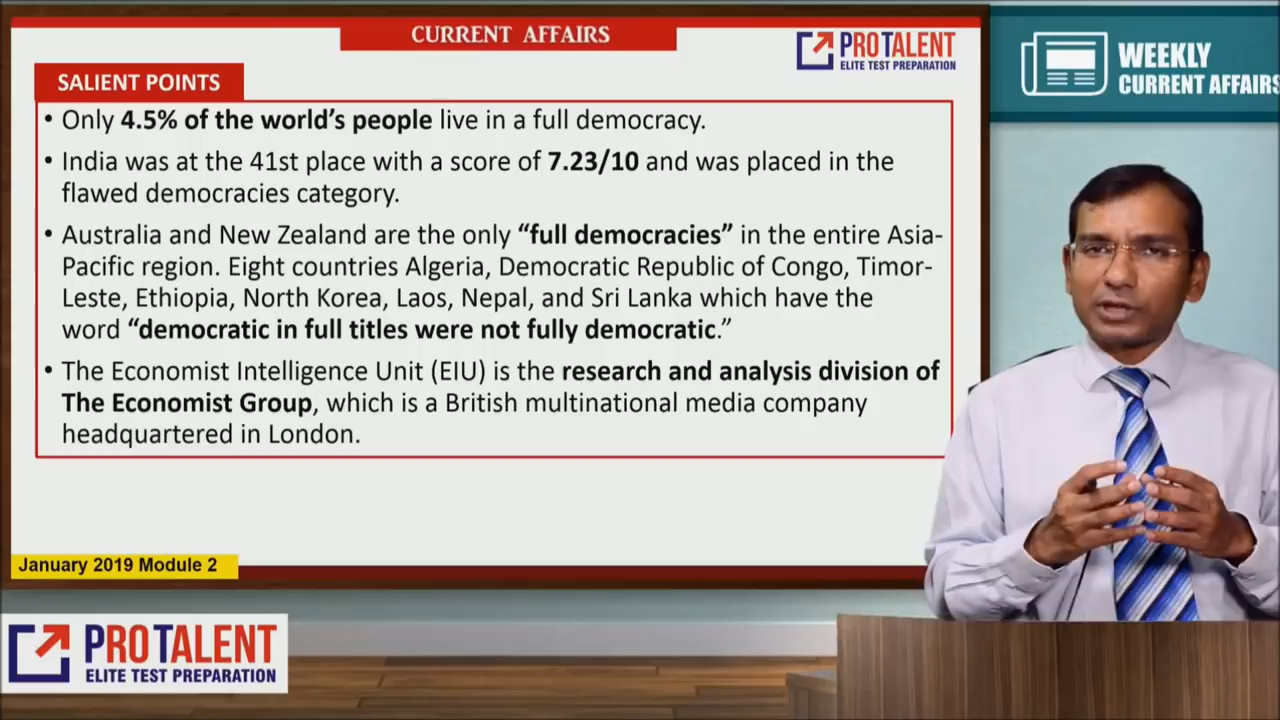 CURRENT AFFAIRS
PROTALENT
ELITE TEST PREPARATION
WEEKLY
CURRENT AFFAIRS
SALIENT POINTS
• Only 4.5% of the world's people live in a full democracy.
• India was at the 41st place with a score of 7.23/10 and was placed in the
flawed democracies category.
• Australia and New Zealand are the only “full democracies” in the entire Asia-
Pacific region. Eight countries Algeria, Democratic Republic of Congo, Timor-
Leste, Ethiopia, North Korea, Laos, Nepal, and Sri Lanka which have the
word “democratic in full titles were not fully democratic.”
• The Economist Intelligence Unit (EIU) is the research and analysis division of
The Economist Group, which is a British multinational media company
headquartered in London.
January 2019 Module 2
PROTALENT
ELITE TEST PREPARATION